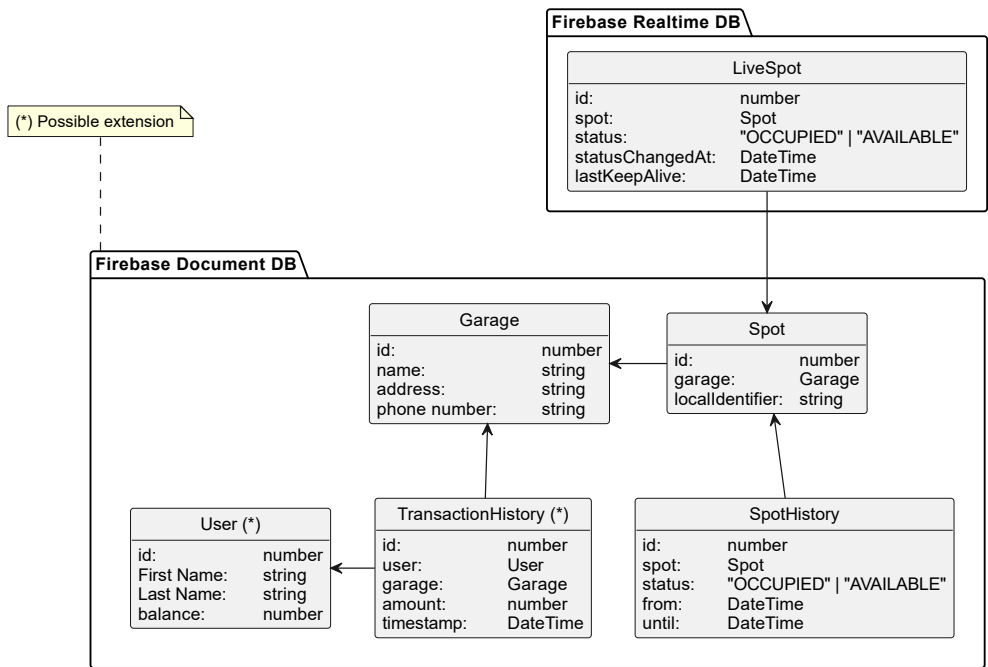 Firebase Realtime DB
LiveSpot
id: number
spot: Spot
status: "OCCUPIED" | "AVAILABLE"
statusChangedAt: DateTime
lastKeepAlive: DateTime
(*) Possible extension
Firebase Document DB
Garage
id: number
name: string
address: string
phone number: string
Spot
id: number
garage: Garage
localIdentifier: string
User (*)
id: number
First Name: string
Last Name: string
balance: number
TransactionHistory (*)
id: number
user: User
garage: Garage
amount: number
timestamp: DateTime
SpotHistory
id: number
spot: Spot
status: "OCCUPIED" | "AVAILABLE"
from: DateTime
until: DateTime